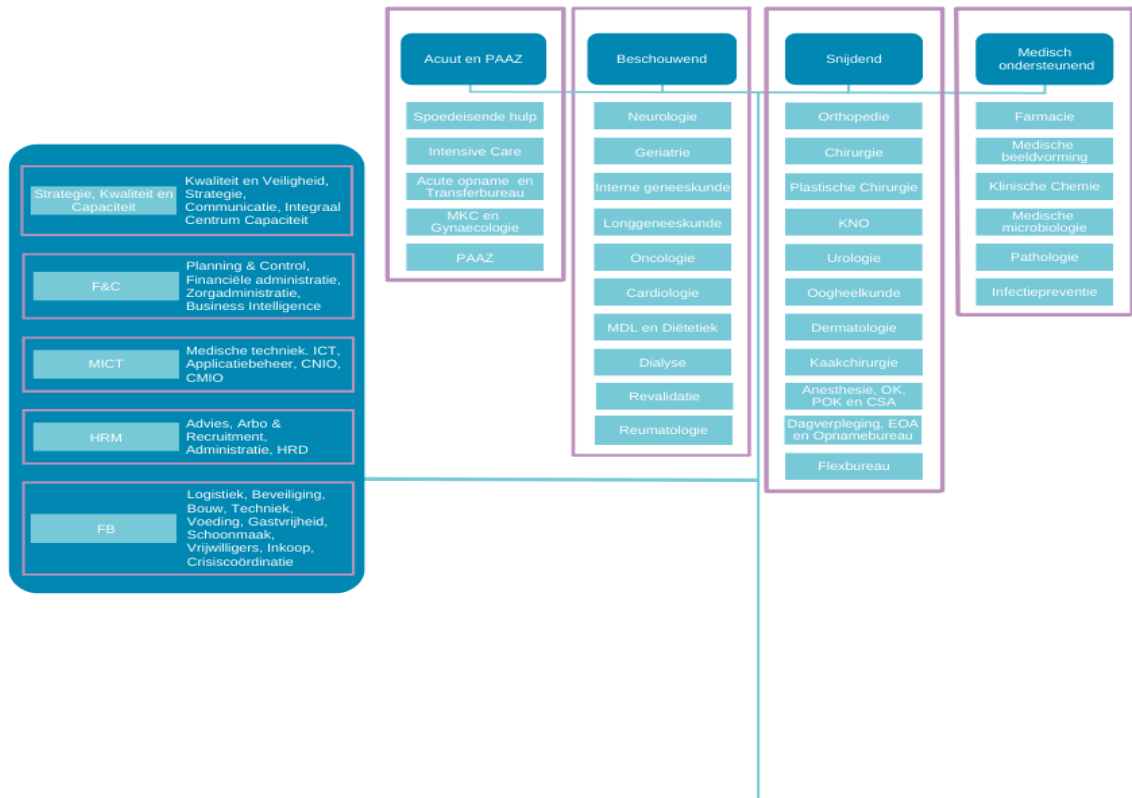 Acuut en PAAZ
Spoedeisende hulp
Intensive Care
Acute opname en
Transferbureau
MKC en
Gynaecologie
PAAZ
Beschouwend
Neurologie
Geriatrie
Interne geneeskunde
Longgeneeskunde
Oncologie
Cardiologie
MDL en Diëtetiek
Dialyse
Revalidatie
Reumatologie
Snijdend
Orthopedie
Chirurgie
Plastische Chirurgie
KNO
Urologie
Oogheelkunde
Dermatologie
Kaakchirurgie
Anesthesie, OK,
POK en CSA
Dagverpleging, EOA
en Opnamebureau
Flexbureau
Medisch
ondersteunend
Farmacie
Medische
beeldvorming
Klinische Chemie
Medische
microbiologie
Pathologie
Infectiepreventie
Strategie, Kwaliteit en
Capaciteit
Kwaliteit en Veiligheid,
Strategie,
Communicatie, Integraal
Centrum Capaciteit
F&C
Planning & Control,
Financiële administratie,
Zorgadministratie,
Business Intelligence
MICT
Medische techniek. ICT,
Applicatiebeheer, CNIO,
CMIO
HRM
Advies, Arbo &
Recruitment,
Administratie, HRD
FB
Logistiek, Beveiliging,
Bouw, Techniek,
Voeding, Gastvrijheid,
Schoonmaak,
Vrijwilligers, Inkoop,
Crisiscoördinatie